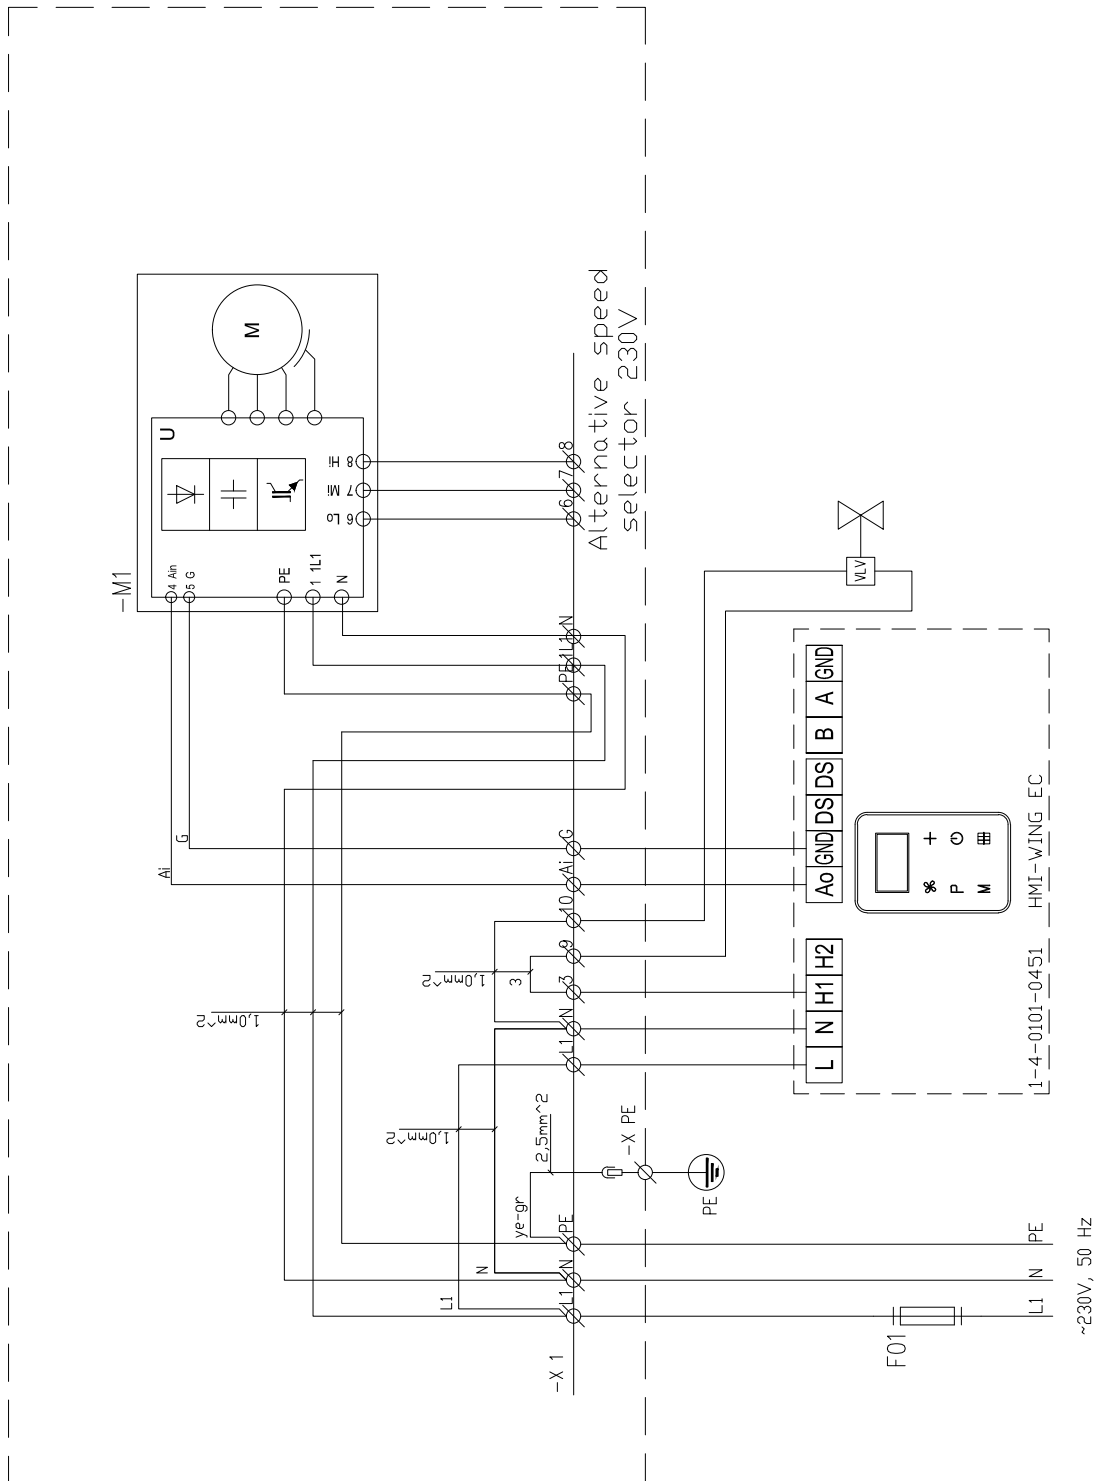 -M1
U
M
4 Ain
5 G
PE
1 1L1
N
6 Lo
7 Mi
8 Hi
Ai
G
1,0mm^2
1,0mm^2
3
1,0mm^2
2,5mm^2
ye-gr
L1
N
-X 1
L1
N
PE
L1
N
3
9
10
Ai
G
PE
1L1
N
6
7
8
Alternative speed
selector 230V
-X PE
PE
VLV
L
N
H1
H2
Ao
GND
DS
DS
B
A
GND
P
M
1-4-0101-0451
HMI-WING EC
F01
L1
N
PE
~230V, 50 Hz